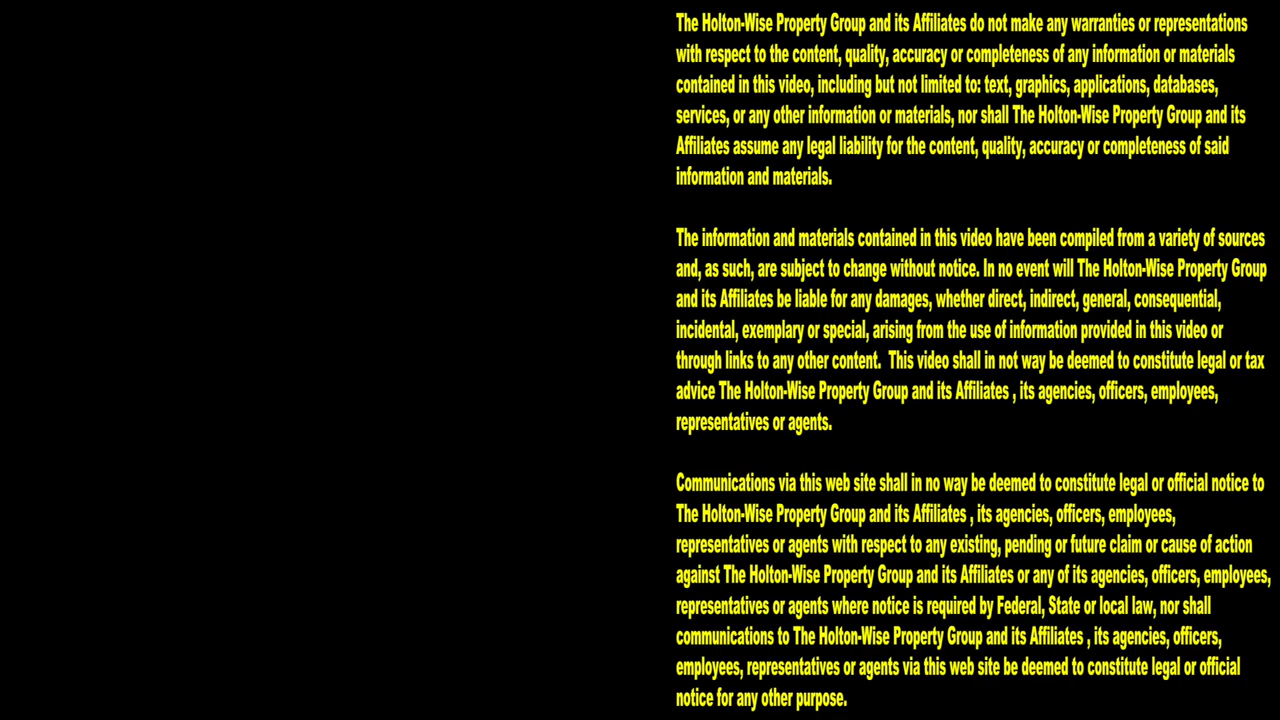 The Holton-Wise Property Group and its Affiliates do not make any warranties or representations
with respect to the content, quality, accuracy or completeness of any information or materials
contained in this video, including but not limited to: text, graphics, applications, databases,
services, or any other information or materials, nor shall The Holton-Wise Property Group and its
Affiliates assume any legal liability for the content, quality, accuracy or completeness of said
information and materials.
The information and materials contained in this video have been compiled from a variety of sources
and, as such, are subject to change without notice. In no event will The Holton-Wise Property Group
and its Affiliates be liable for any damages, whether direct, indirect, general, consequential,
incidental, exemplary or special, arising from the use of information provided in this video or
through links to any other content.  This video shall in not way be deemed to constitute legal or tax
advice The Holton-Wise Property Group and its Affiliates , its agencies, officers, employees,
representatives or agents.
Communications via this web site shall in no way be deemed to constitute legal or official notice to
The Holton-Wise Property Group and its Affiliates , its agencies, officers, employees,
representatives or agents with respect to any existing, pending or future claim or cause of action
against The Holton-Wise Property Group and its Affiliates or any of its agencies, officers, employees,
representatives or agents where notice is required by Federal, State or local law, nor shall
communications to The Holton-Wise Property Group and its Affiliates , its agencies, officers,
employees, representatives or agents via this web site be deemed to constitute legal or official
notice for any other purpose.